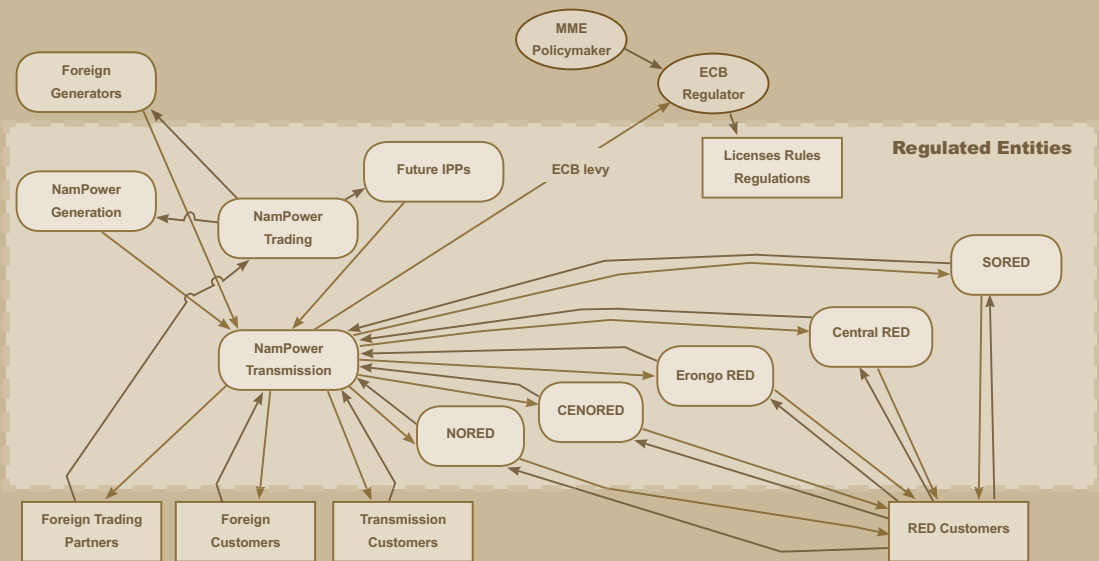 MME
Policymaker
Foreign
Generators
ECB
Regulator
Regulated Entities
Licenses Rules
Regulations
Future IPPs
ECB levy
NamPower
Generation
NamPower
Trading
SORED
Central RED
NamPower
Transmission
Erongo RED
CENORED
NORED
Foreign Trading
Partners
Foreign
Customers
Transmission
Customers
RED Customers